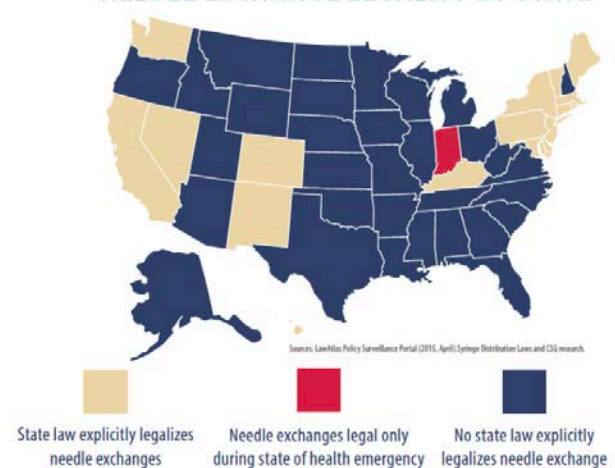 Sources: LawAtlas Policy Surveillance Portal (2015, April).Syringe Distribution Laws and CSG research.
State law explicitly legalizes
needle exchanges
Needle exchanges legal only
during state of health emergency
No state law explicitly
legalizes needle exchange